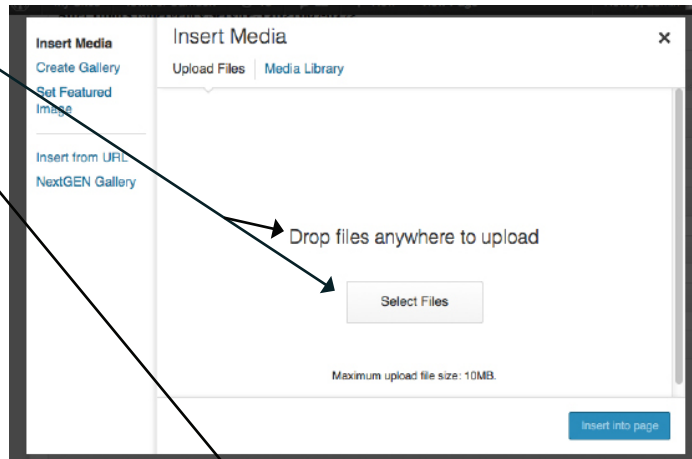 Insert Media
Create Gallery
Set Featured
Image
Insert from URL
NextGEN Gallery
Insert Media
Upload Files
Media Library
Drop files anywhere to upload
Select Files
Maximum upload file size: 10MB.
Insert into page